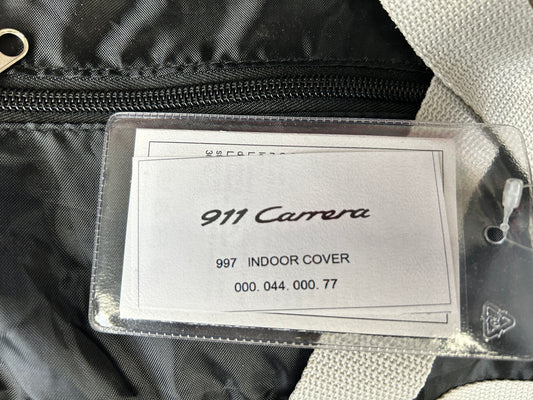 911 Carrera
997 INDOOR COVER
000. 044. 000. 77